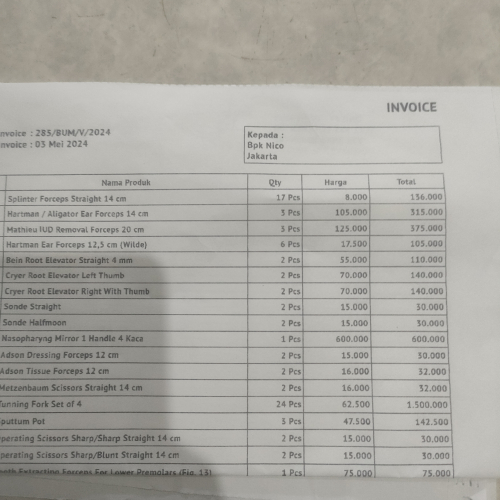 INVOICE
nvoice : 285/BUM/V/2024
nvoice : 03 Mei 2024
Kepada :
Bpk Nico
Jakarta
Nama Produk Qty Harga Total
Splinter Forceps Straight 14 cm 17 Pcs 8.000 136.000
Hartman / Aligator Ear Forceps 14 cm 3 Pcs 105.000 315.000
Mathieu IUD Removal Forceps 20 cm 3 Pcs 125.000 375.000
Hartman Ear Forceps 12,5 cm (Wilde) 6 Pcs 17.500 105.000
Bein Root Elevator Straight 4 mm 2 Pcs 55.000 110.000
Cryer Root Elevator Left Thumb 2 Pcs 70.000 140.000
Cryer Root Elevator Right With Thumb 2 Pcs 70.000 140.000
Sonde Straight 2 Pcs 15.000 30.000
Sonde Halfmoon 2 Pcs 15.000 30.000
Nasopharyng Mirror 1 Handle 4 Kaca 1 Pcs 600.000 600.000
Adson Dressing Forceps 12 cm 2 Pcs 15.000 30.000
Adson Tissue Forceps 12 cm 2 Pcs 16.000 32.000
Metzenbaum Scissors Straight 14 cm 2 Pcs 16.000 32.000
Tunning Fork Set of 4 24 Pcs 62.500 1.500.000
puttum Pot 3 Pcs 47.500 142.500
perating Scissors Sharp/Sharp Straight 14 cm 2 Pcs 15.000 30.000
perating Scissors Sharp/Blunt Straight 14 cm 2 Pcs 15.000 30.000
oth Extracting Forceps For Lower Premolars (Fig. 13) 1 Pcs 75.000 75.000